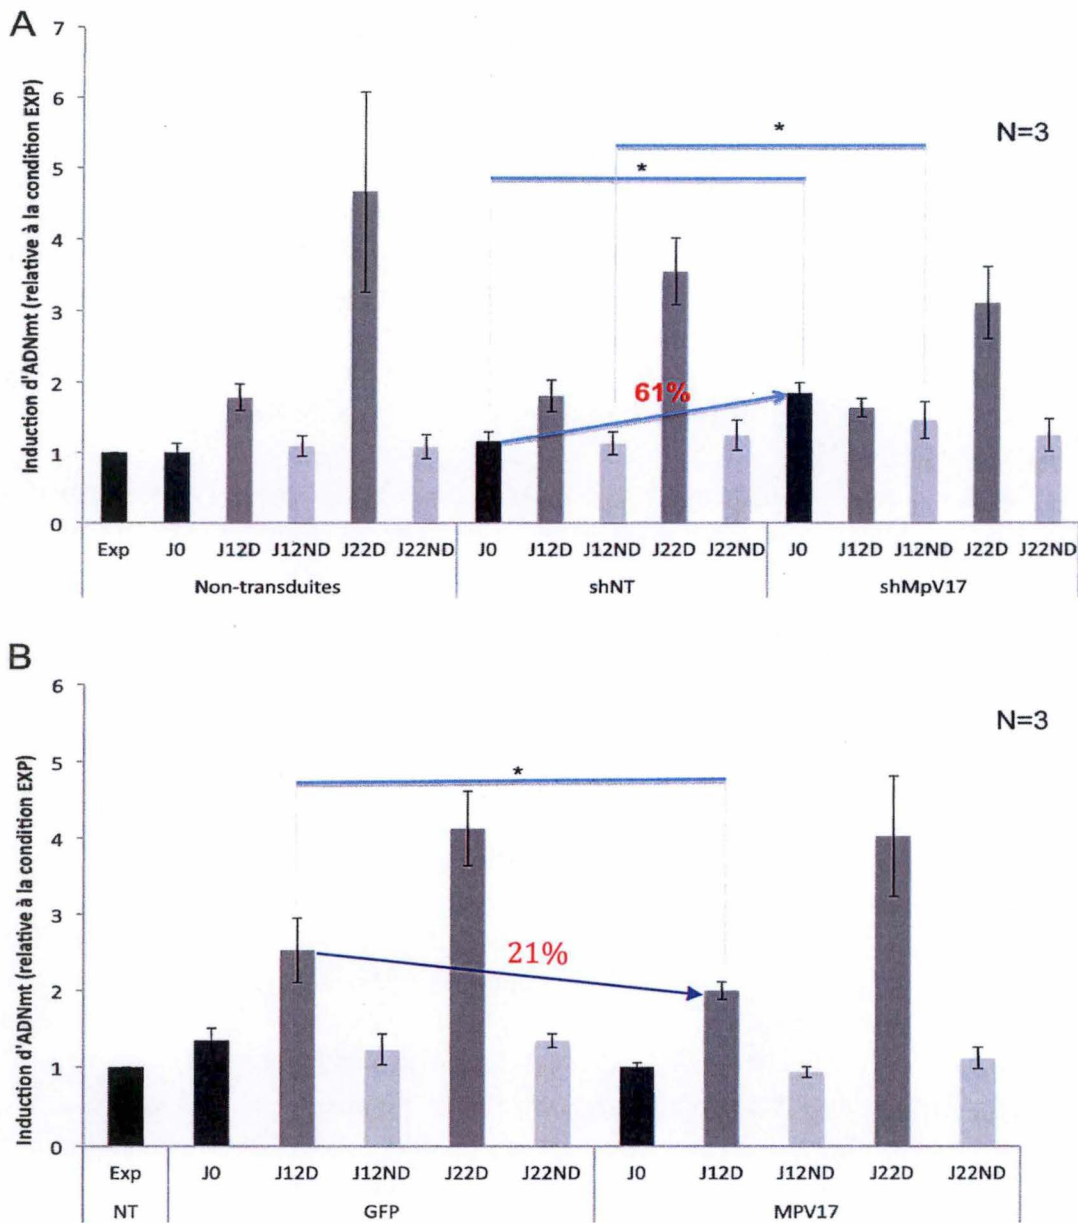 A
Induction d'ADNmt (relative à la condition EXP)
7
6
5
4
3
2
1
0
N=3
*
*
61%
Exp J0 J12D J12ND J22D J22ND J0 J12D J12ND J22D J22ND J0 J12D J12ND J22D J22ND
Non-transduites shNT shMpV17
B
Induction d'ADNmt (relative à la condition EXP)
6
5
4
3
2
1
0
N=3
*
21%
Exp J0 J12D J12ND J22D J22ND J0 J12D J12ND J22D J22ND
NT GFP MPV17